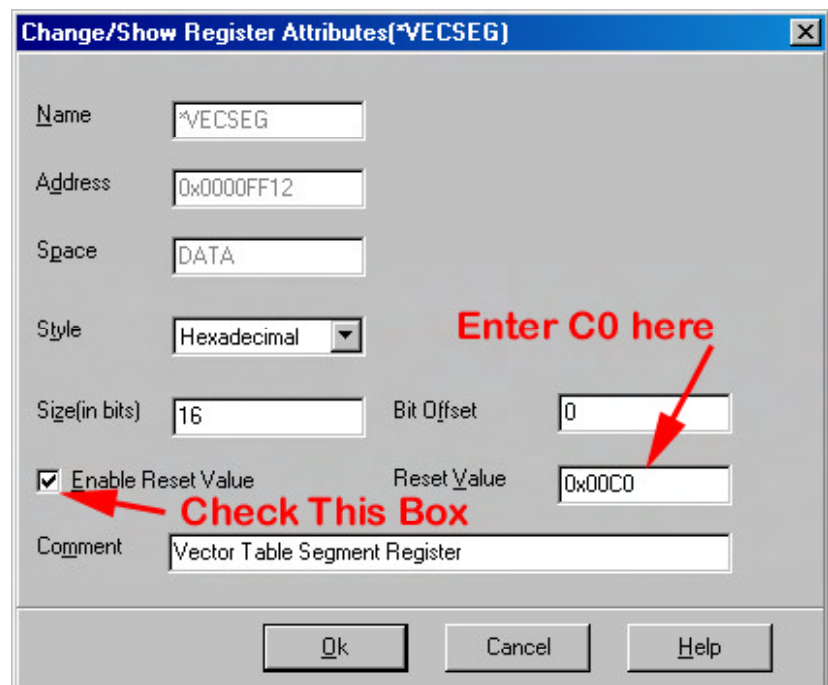 Change/Show Register Attributes(*VECSEG)
Name *VECSEG
Address 0x0000FF12
Space DATA
Style Hexadecimal
Enter C0 here
Size(in bits) 16 Bit Offset 0
Enable Reset Value Reset Value 0x00C0
Check This Box
Comment Vector Table Segment Register
Ok Cancel Help